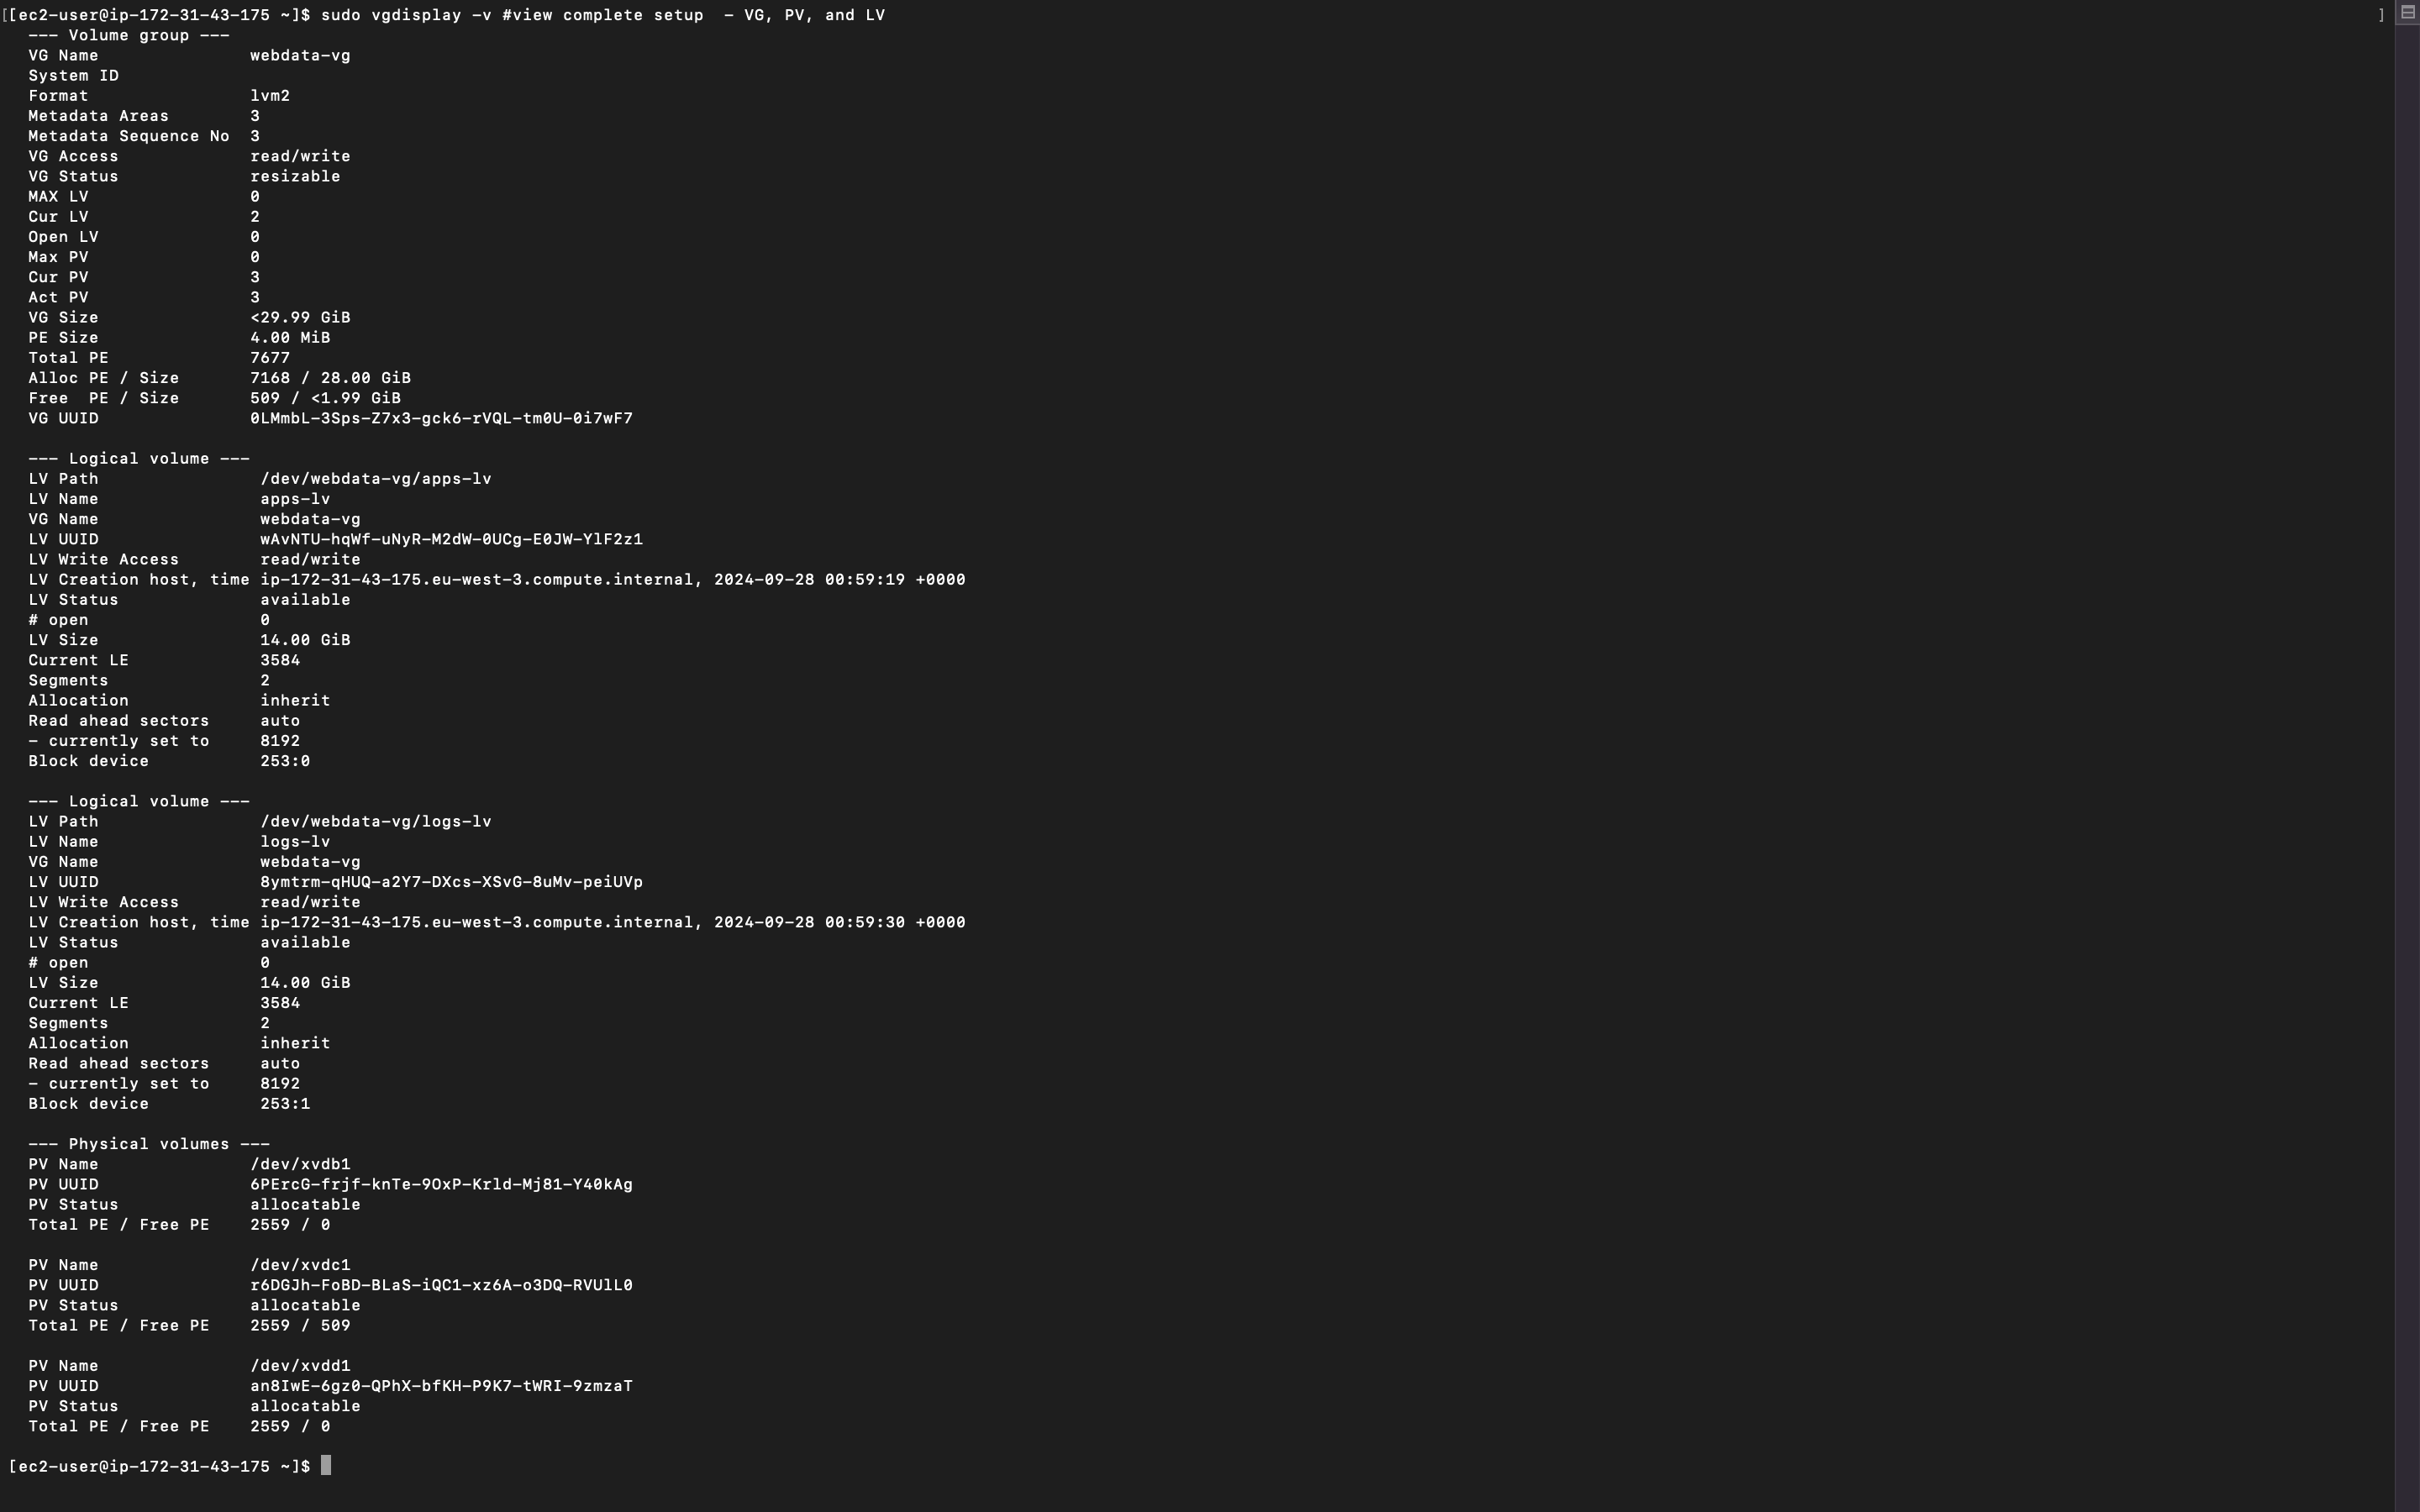 [[ec2-user@ip-172-31-43-175 ~]$ sudo vgdisplay -v #view complete setup  - VG, PV, and LV ]
  --- Volume group ---
  VG Name               webdata-vg
  System ID
  Format                lvm2
  Metadata Areas        3
  Metadata Sequence No  3
  VG Access             read/write
  VG Status             resizable
  MAX LV                0
  Cur LV                2
  Open LV               0
  Max PV                0
  Cur PV                3
  Act PV                3
  VG Size               <29.99 GiB
  PE Size               4.00 MiB
  Total PE              7677
  Alloc PE / Size       7168 / 28.00 GiB
  Free  PE / Size       509 / <1.99 GiB
  VG UUID               0LMmbL-3Sps-Z7x3-gck6-rVQL-tm0U-0i7wF7

  --- Logical volume ---
  LV Path                /dev/webdata-vg/apps-lv
  LV Name                apps-lv
  VG Name                webdata-vg
  LV UUID                wAvNTU-hqWf-uNyR-M2dW-0UCg-E0JW-YlF2z1
  LV Write Access        read/write
  LV Creation host, time ip-172-31-43-175.eu-west-3.compute.internal, 2024-09-28 00:59:19 +0000
  LV Status              available
  # open                 0
  LV Size                14.00 GiB
  Current LE             3584
  Segments               2
  Allocation             inherit
  Read ahead sectors     auto
  - currently set to     8192
  Block device           253:0

  --- Logical volume ---
  LV Path                /dev/webdata-vg/logs-lv
  LV Name                logs-lv
  VG Name                webdata-vg
  LV UUID                8ymtrm-qHUQ-a2Y7-DXcs-XSvG-8uMv-peiUVp
  LV Write Access        read/write
  LV Creation host, time ip-172-31-43-175.eu-west-3.compute.internal, 2024-09-28 00:59:30 +0000
  LV Status              available
  # open                 0
  LV Size                14.00 GiB
  Current LE             3584
  Segments               2
  Allocation             inherit
  Read ahead sectors     auto
  - currently set to     8192
  Block device           253:1

  --- Physical volumes ---
  PV Name               /dev/xvdb1
  PV UUID               6PErcG-frjf-knTe-9OxP-Krld-Mj81-Y40kAg
  PV Status             allocatable
  Total PE / Free PE    2559 / 0

  PV Name               /dev/xvdc1
  PV UUID               r6DGJh-FoBD-BLaS-iQC1-xz6A-o3DQ-RVUlL0
  PV Status             allocatable
  Total PE / Free PE    2559 / 509

  PV Name               /dev/xvdd1
  PV UUID               an8IwE-6gz0-QPhX-bfKH-P9K7-tWRI-9zmzaT
  PV Status             allocatable
  Total PE / Free PE    2559 / 0

[ec2-user@ip-172-31-43-175 ~]$